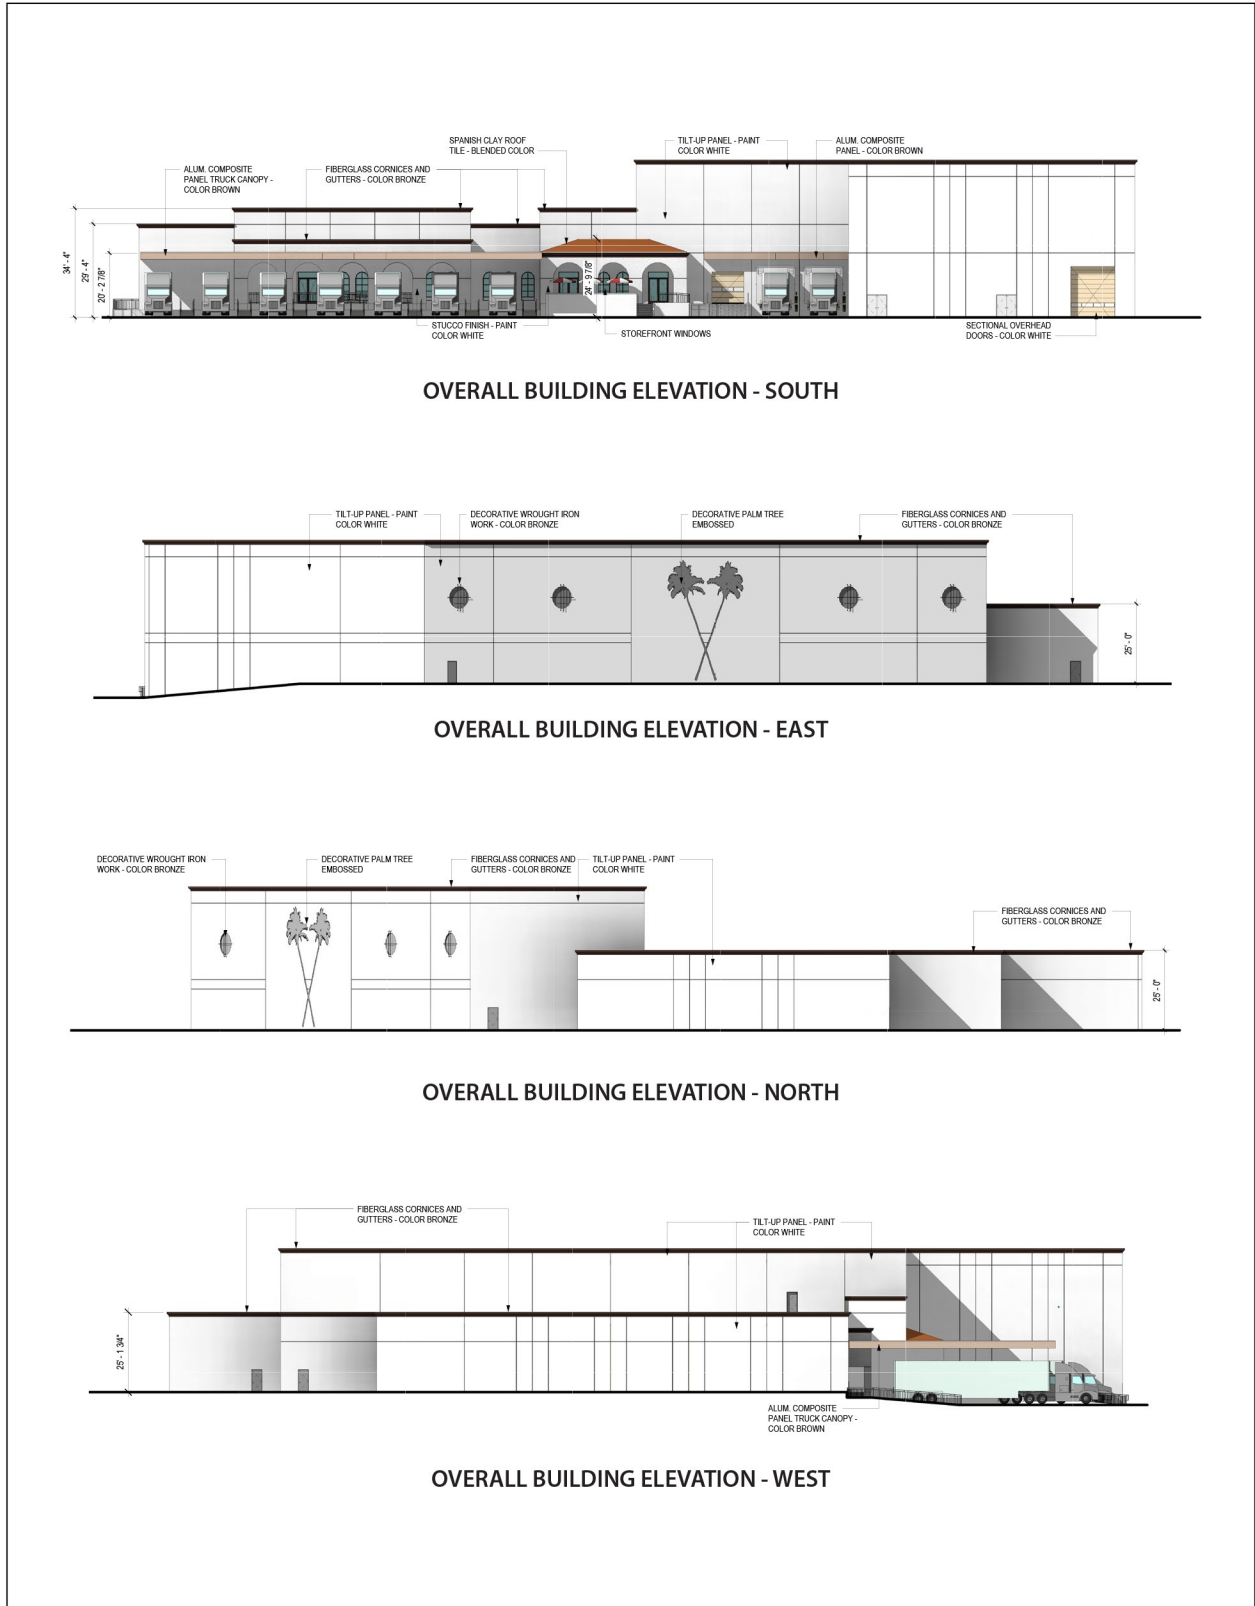 SPANISH CLAY ROOF
TILE - BLENDED COLOR
TILT-UP PANEL - PAINT
COLOR WHITE
ALUM. COMPOSITE
PANEL - COLOR BROWN
ALUM. COMPOSITE
PANEL TRUCK CANOPY -
COLOR BROWN
FIBERGLASS CORNICES AND
GUTTERS - COLOR BRONZE
34' - 4"
29' - 4"
20' - 2 7/8"
24' - 9 7/8"
STUCCO FINISH - PAINT
COLOR WHITE
STOREFRONT WINDOWS
SECTIONAL OVERHEAD
DOORS - COLOR WHITE
OVERALL BUILDING ELEVATION - SOUTH
TILT-UP PANEL - PAINT
COLOR WHITE
DECORATIVE WROUGHT IRON
WORK - COLOR BRONZE
DECORATIVE PALM TREE
EMBOSSED
FIBERGLASS CORNICES AND
GUTTERS - COLOR BRONZE
25' - 0"
OVERALL BUILDING ELEVATION - EAST
DECORATIVE WROUGHT IRON
WORK - COLOR BRONZE
DECORATIVE PALM TREE
EMBOSSED
FIBERGLASS CORNICES AND
GUTTERS - COLOR BRONZE
TILT-UP PANEL - PAINT
COLOR WHITE
FIBERGLASS CORNICES AND
GUTTERS - COLOR BRONZE
25' - 0"
OVERALL BUILDING ELEVATION - NORTH
FIBERGLASS CORNICES AND
GUTTERS - COLOR BRONZE
TILT-UP PANEL - PAINT
COLOR WHITE
25' - 1 3/4"
ALUM. COMPOSITE
PANEL TRUCK CANOPY -
COLOR BROWN
OVERALL BUILDING ELEVATION - WEST